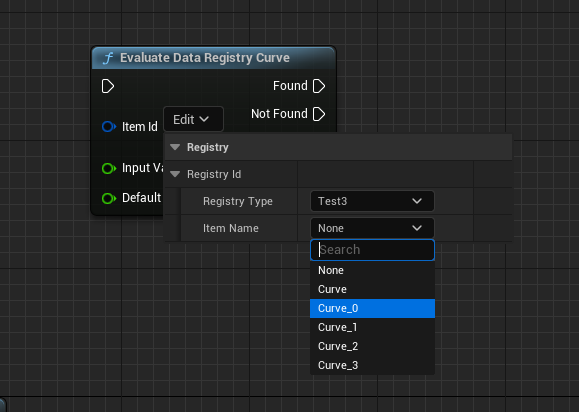 Evaluate Data Registry Curve
Found
Item Id
Edit
Not Found
Registry
Input Va
Registry Id
Default
Registry Type
Test3
Item Name
None
Search
None
Curve
Curve_0
Curve_1
Curve_2
Curve_3